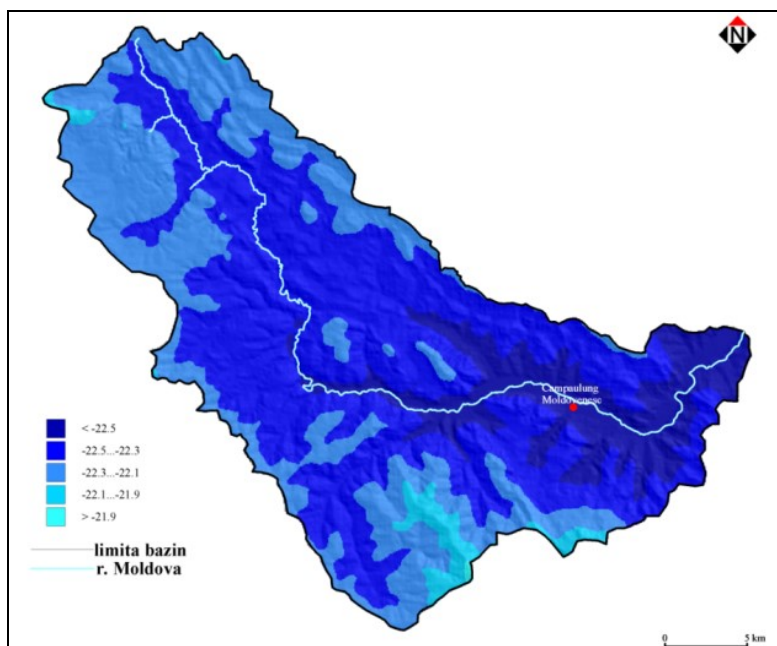 N
Campaulung
Moldovenesc
< -22.5
-22.5...-22.3
-22.3...-22.1
-22.1...-21.9
> -21.9
limita bazin
r. Moldova
0 5 km